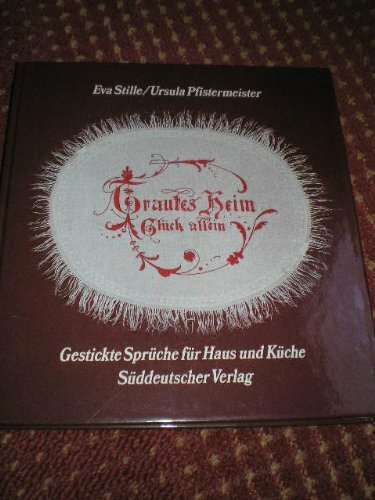 Eva Stille/Ursula Pfistermeister
Trautes Heim
Glück allein
Gestickte Sprüche für Haus und Küche
Süddeutscher Verlag